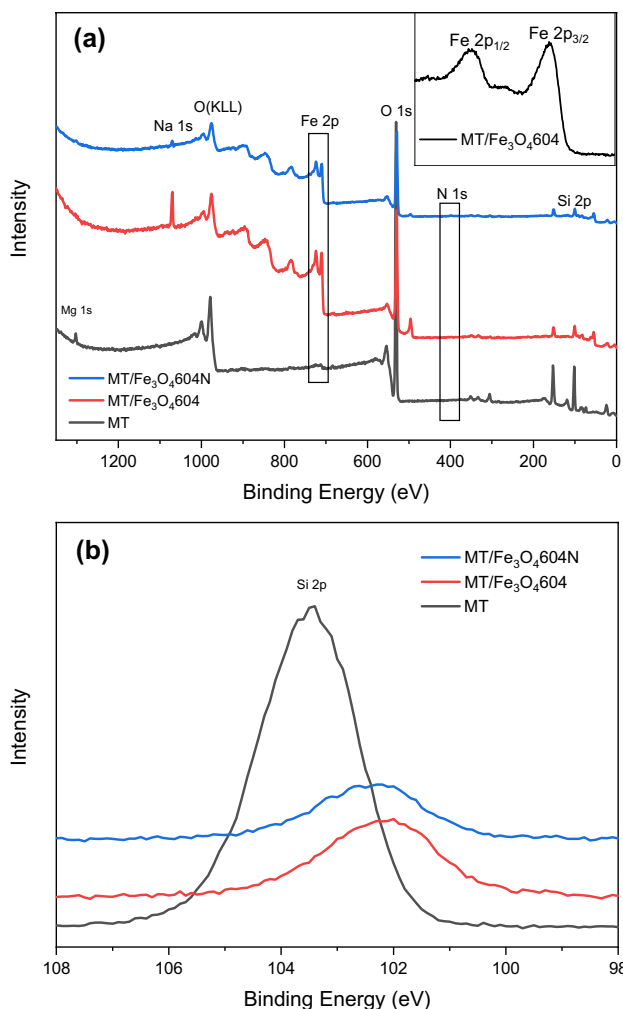 (a)
Fe 2p₁/₂
Fe 2p₃/₂
MT/Fe₃O₄604
O(KLL)
Na 1s
Fe 2p
O 1s
N 1s
Si 2p
Mg 1s
MT/Fe₃O₄604N
MT/Fe₃O₄604
MT
Intensity
1200 1000 800 600 400 200 0
Binding Energy (eV)
(b)
Si 2p
MT/Fe₃O₄604N
MT/Fe₃O₄604
MT
Intensity
108 106 104 102 100 98
Binding Energy (eV)